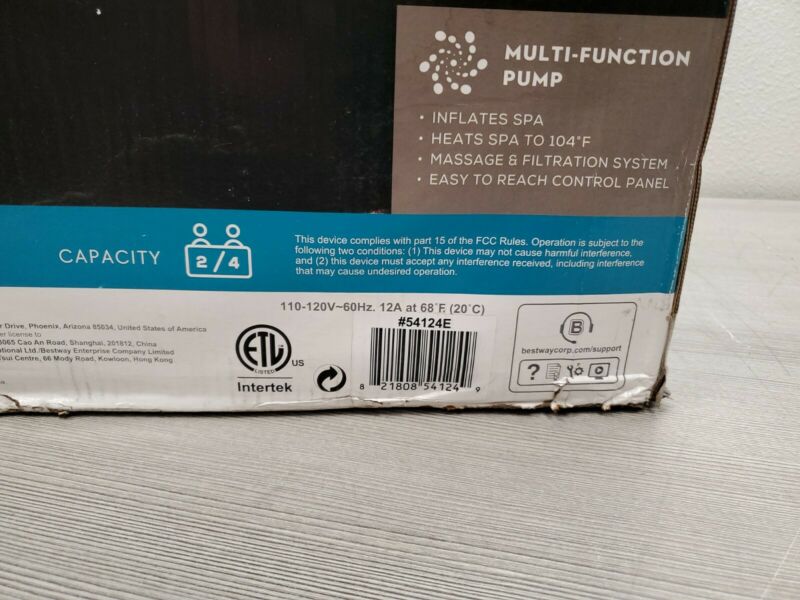 MULTI-FUNCTION
PUMP
• INFLATES SPA
• HEATS SPA TO 104°F
• MASSAGE & FILTRATION SYSTEM
• EASY TO REACH CONTROL PANEL
CAPACITY
2/4
This device complies with part 15 of the FCC Rules. Operation is subject to the
following two conditions: (1) This device may not cause harmful interference,
and (2) this device must accept any interference received, including interference
that may cause undesired operation.
110-120V~60Hz. 12A at 68°F (20°C)
Drive, Phoenix, Arizona 85634, United States of America
license to
3065 Cao An Road, Shanghai, 201812, China
Ltd./Bestway Enterprise Company Limited
Centre, 66 Mody Road, Kowloon, Hong Kong
ETL
LISTED
US
Intertek
#54124E
8 21808 54124 9
B
bestwaycorp.com/support
?